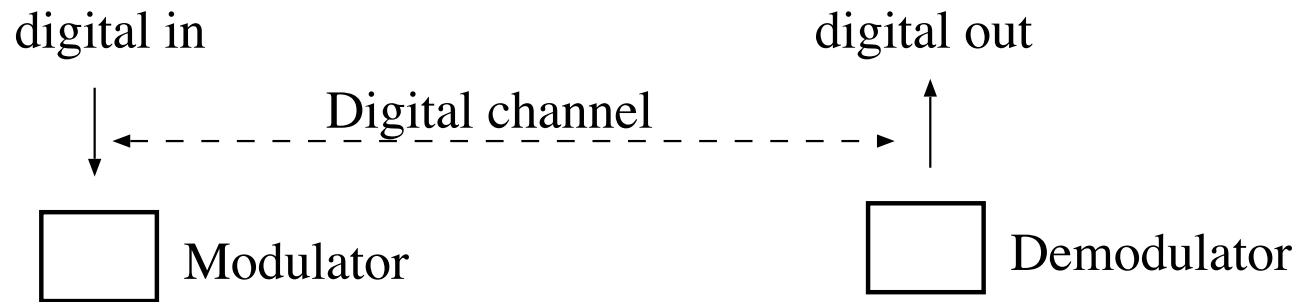 digital in
digital out
Digital channel
Modulator
Demodulator